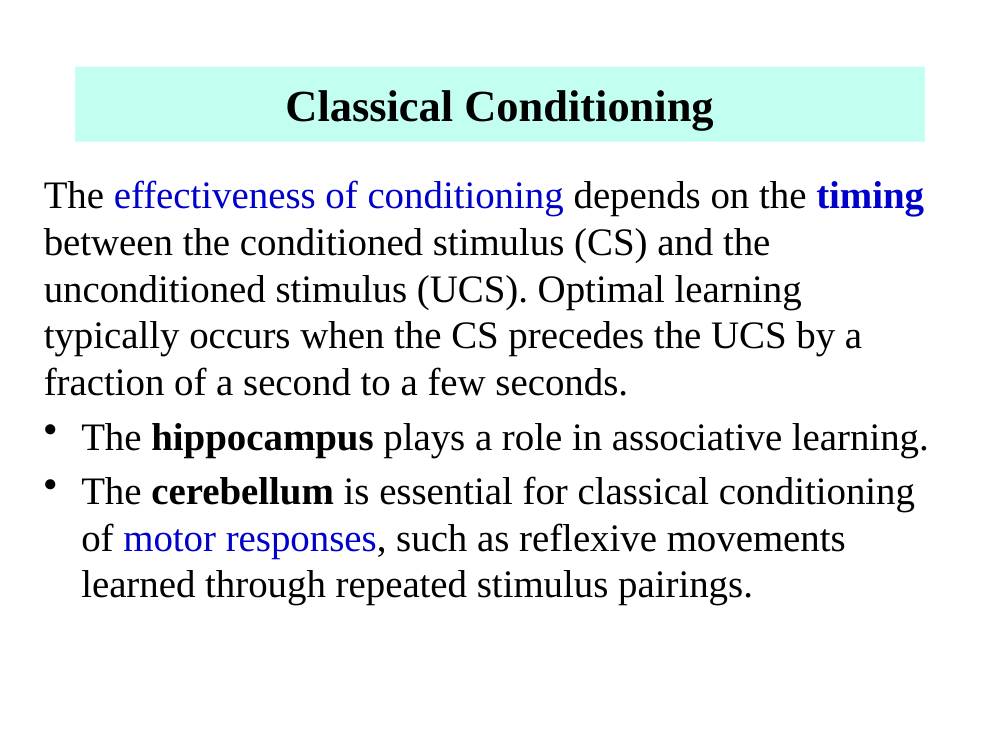 Classical Conditioning
The effectiveness of conditioning depends on the timing
between the conditioned stimulus (CS) and the
unconditioned stimulus (UCS). Optimal learning
typically occurs when the CS precedes the UCS by a
fraction of a second to a few seconds.
• The hippocampus plays a role in associative learning.
• The cerebellum is essential for classical conditioning
of motor responses, such as reflexive movements
learned through repeated stimulus pairings.